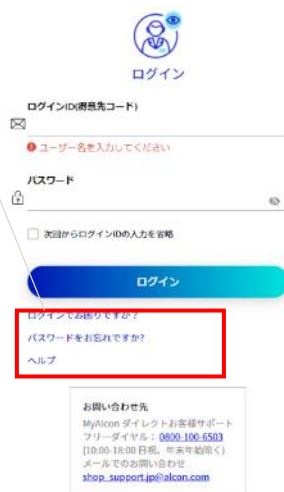 ログイン
ログインID(得意先コード)
ユーザー名を入力してください
パスワード
次回からログインIDの入力を省略
ログイン
ログインでお困りですか?
パスワードをお忘れですか?
ヘルプ
お問い合わせ先
MyAlcon ダイレクトお客様サポート
フリーダイヤル: 0800-100-6503
(10:00-18:00 日祝、年末年始除く)
メールでのお問い合わせ
shop_support.jp@alcon.com